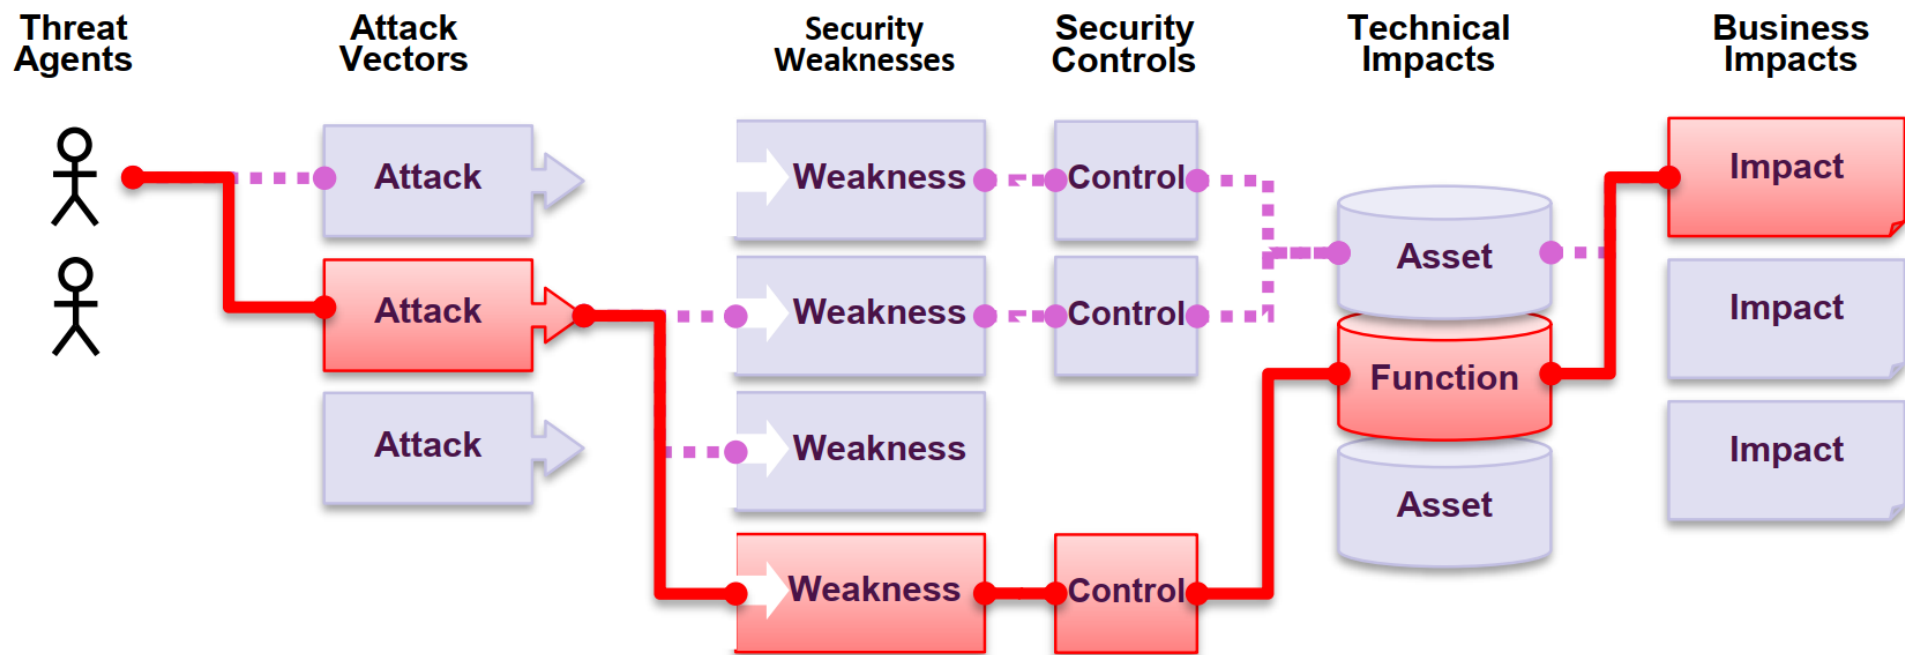 Threat
Agents
Attack
Vectors
Security
Weaknesses
Security
Controls
Technical
Impacts
Business
Impacts
Attack
Weakness
Control
Impact
Asset
Attack
Weakness
Control
Impact
Function
Attack
Weakness
Impact
Asset
Weakness
Control